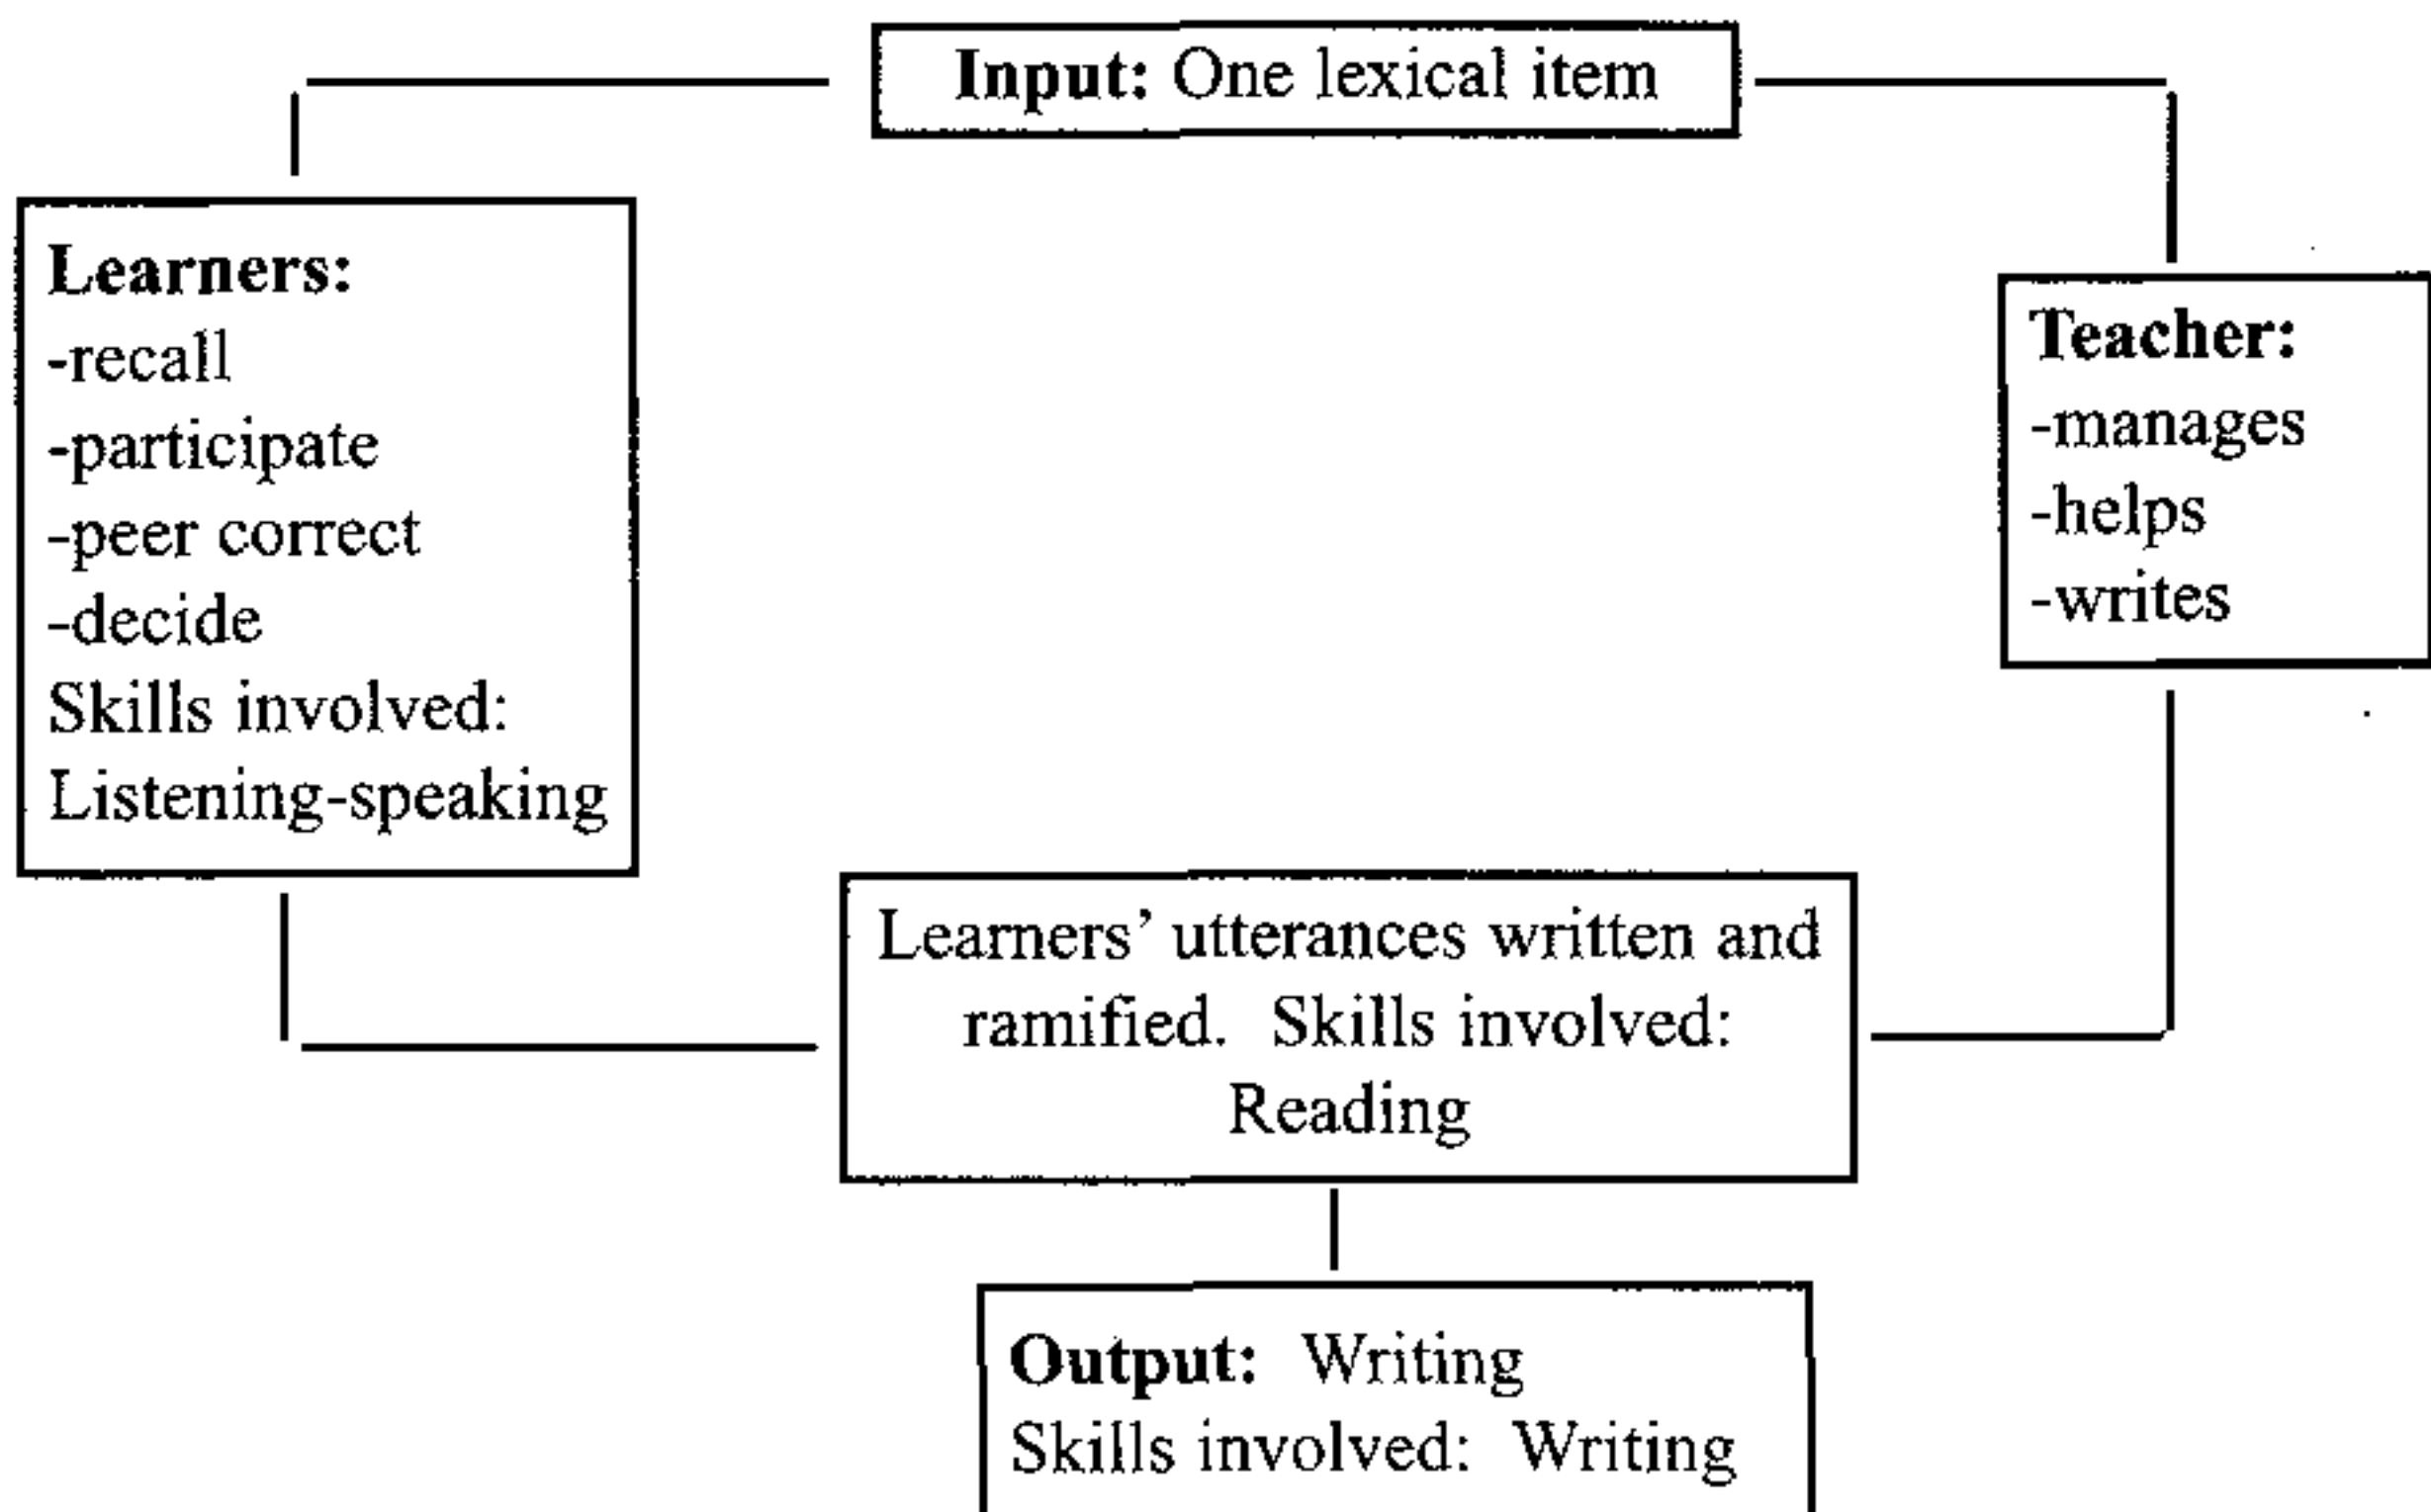 Input: One lexical item
Learners:
-recall
-participate
-peer correct
-decide
Skills involved:
Listening-speaking
Teacher:
-manages
-helps
-writes
Learners' utterances written and
ramified. Skills involved:
Reading
Output: Writing
Skills involved: Writing